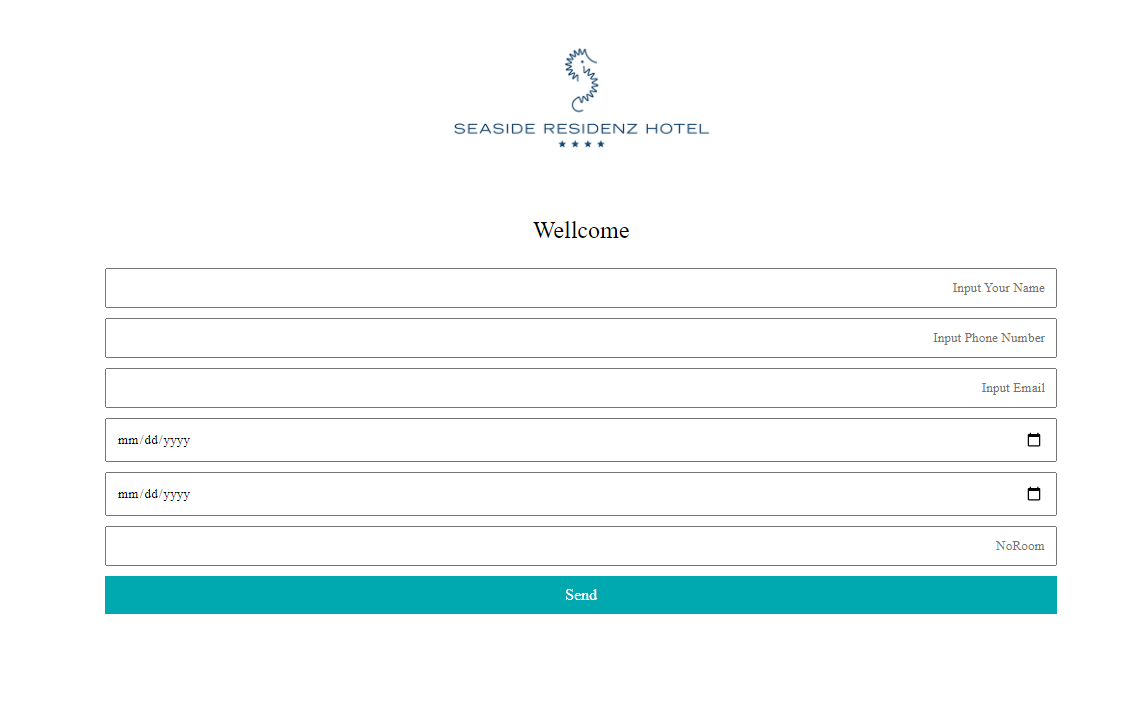 SEASIDE RESIDENZ HOTEL
★ ★ ★ ★
Wellcome
Input Your Name
Input Phone Number
Input Email
mm/dd/yyyy
mm/dd/yyyy
NoRoom
Send